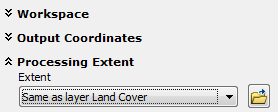 Workspace
Output Coordinates
Processing Extent
Extent
Same as layer Land Cover